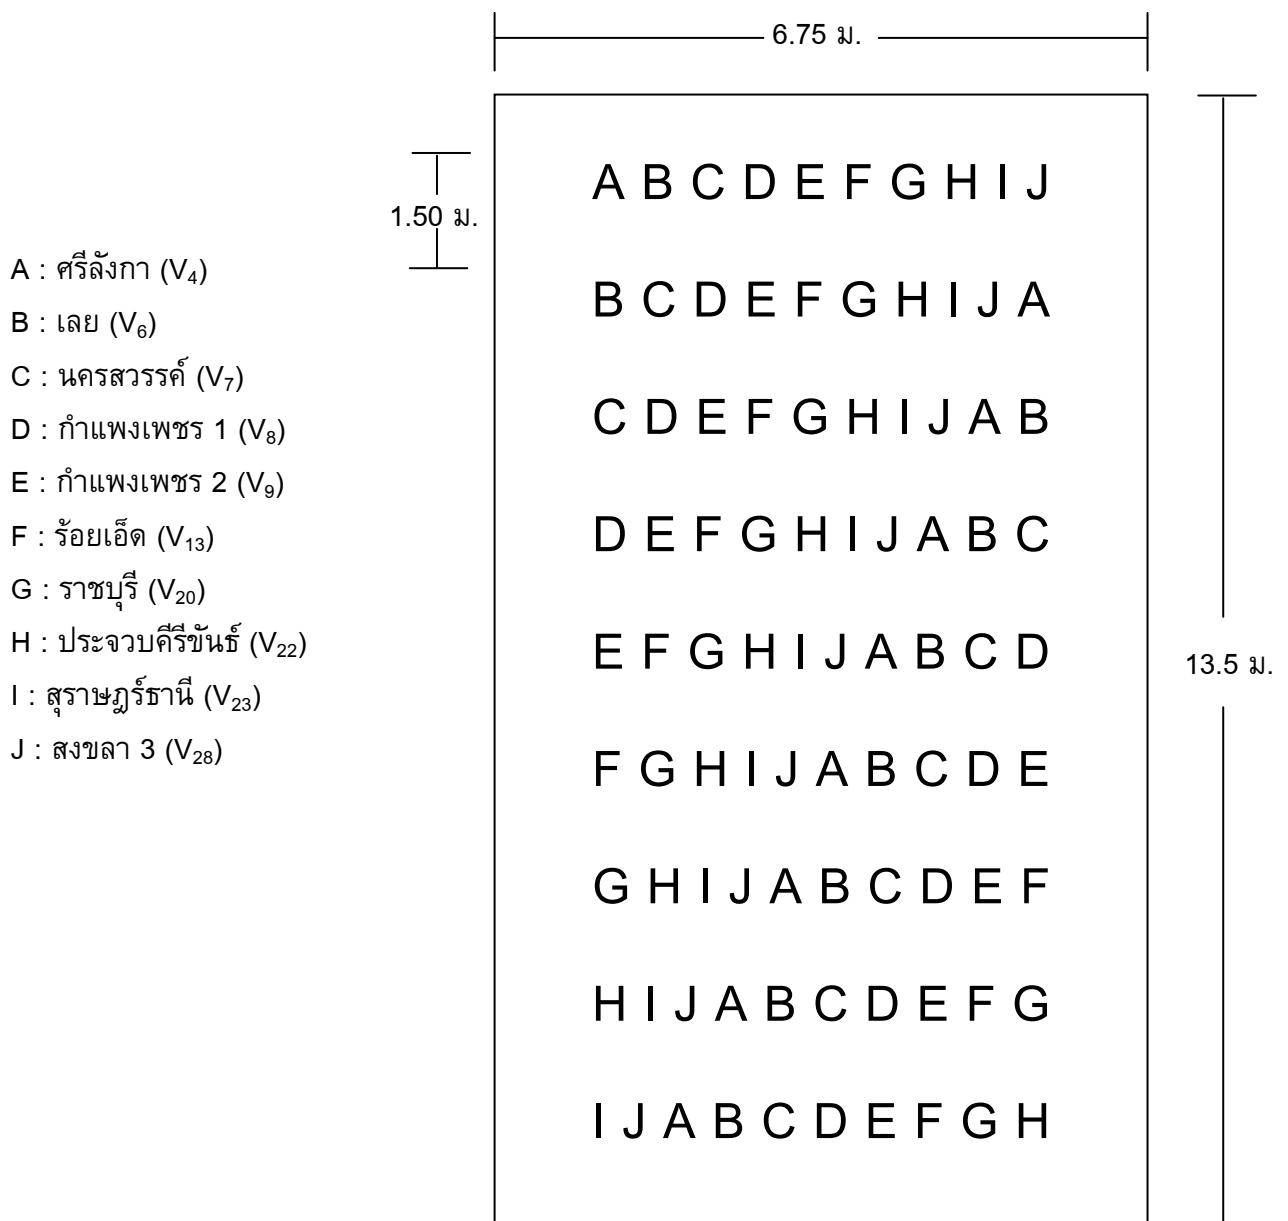 6.75 ม.
1.50 ม.
A : ศรีลังกา (V₄)
B : เลย (V₆)
C : นครสวรรค์ (V₇)
D : กำแพงเพชร 1 (V₈)
E : กำแพงเพชร 2 (V₉)
F : ร้อยเอ็ด (V₁₃)
G : ราชบุรี (V₂₀)
H : ประจวบคีรีขันธ์ (V₂₂)
I : สุราษฎร์ธานี (V₂₃)
J : สงขลา 3 (V₂₈)
A B C D E F G H I J
B C D E F G H I J A
C D E F G H I J A B
D E F G H I J A B C
E F G H I J A B C D
F G H I J A B C D E
G H I J A B C D E F
H I J A B C D E F G
I J A B C D E F G H
13.5 ม.